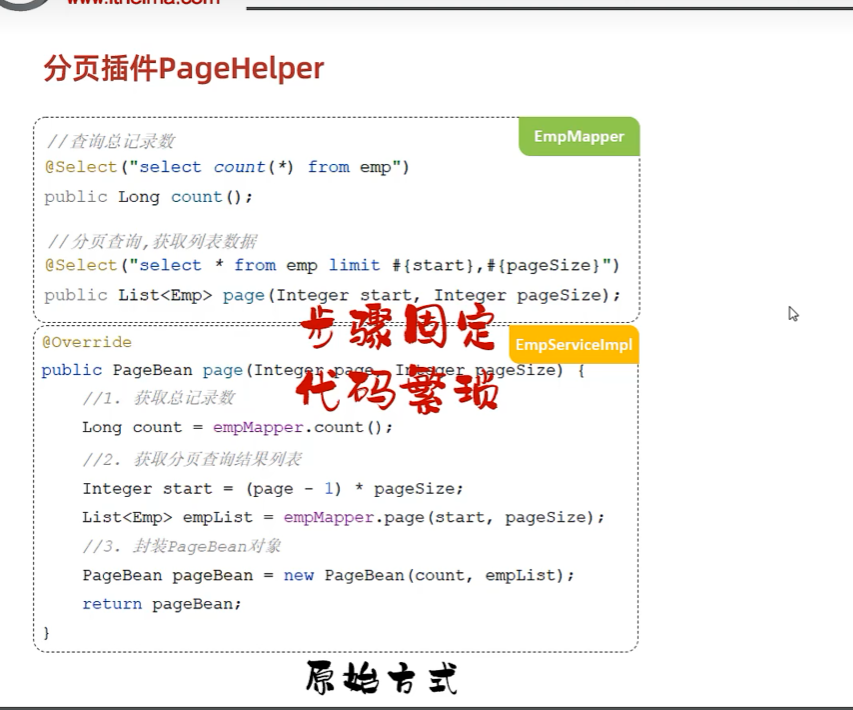 www.itheima.com
分页插件PageHelper
EmpMapper
//查询总记录数
@Select("select count(*) from emp")
public Long count();
//分页查询,获取列表数据
@Select("select * from emp limit #{start},#{pageSize}")
public List<Emp> page(Integer start, Integer pageSize);
步骤固定
代码繁琐
EmpServiceImpl
@Override
public PageBean page(Integer page, Integer pageSize) {
//1. 获取总记录数
Long count = empMapper.count();
//2. 获取分页查询结果列表
Integer start = (page - 1) * pageSize;
List<Emp> empList = empMapper.page(start, pageSize);
//3. 封装PageBean对象
PageBean pageBean = new PageBean(count, empList);
return pageBean;
}
原始方式